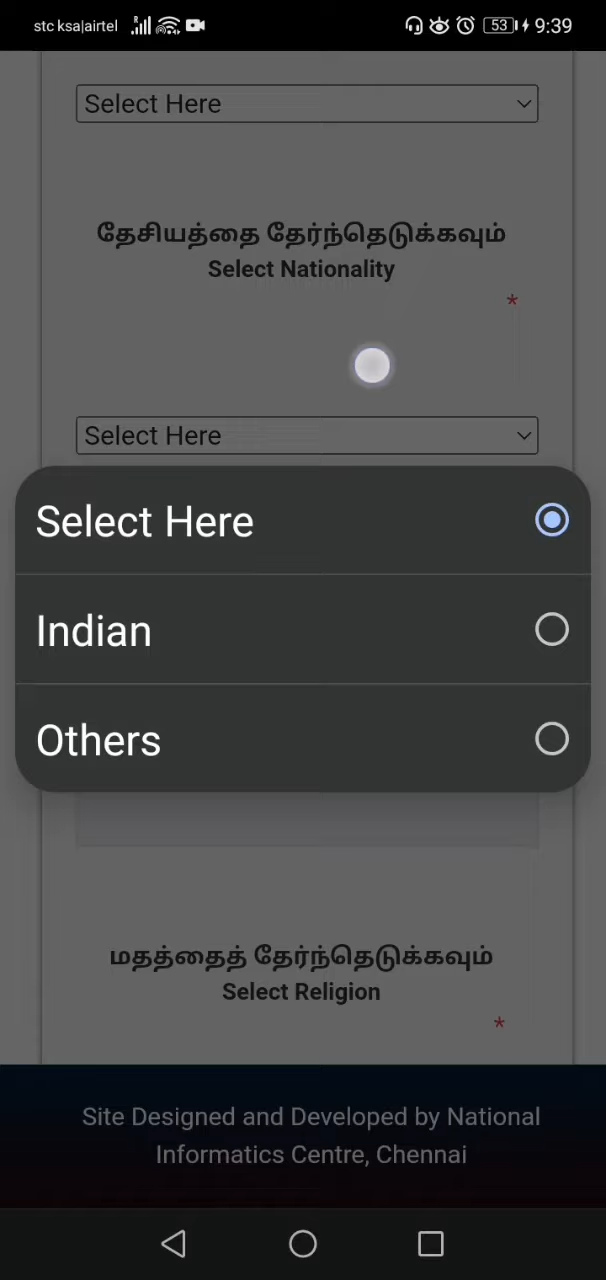 stc ksa|airtel
R
53
9:39
Select Here
தேசியத்தை தேர்ந்தெடுக்கவும்
Select Nationality
*
Select Here
Select Here
Indian
Others
மதத்தைத் தேர்ந்தெடுக்கவும்
Select Religion
*
Site Designed and Developed by National
Informatics Centre, Chennai